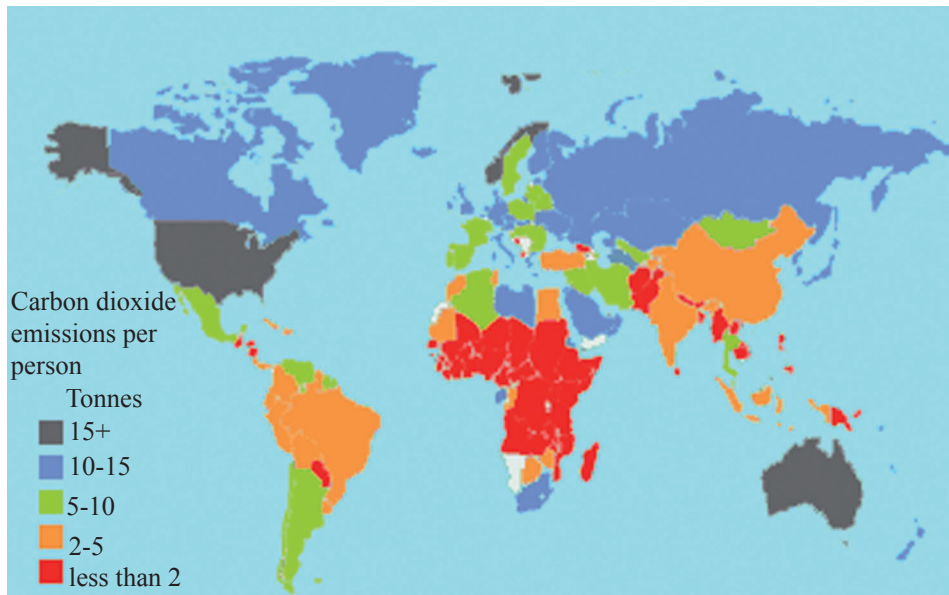 Carbon dioxide
emissions per
person
Tonnes
15+
10-15
5-10
2-5
less than 2